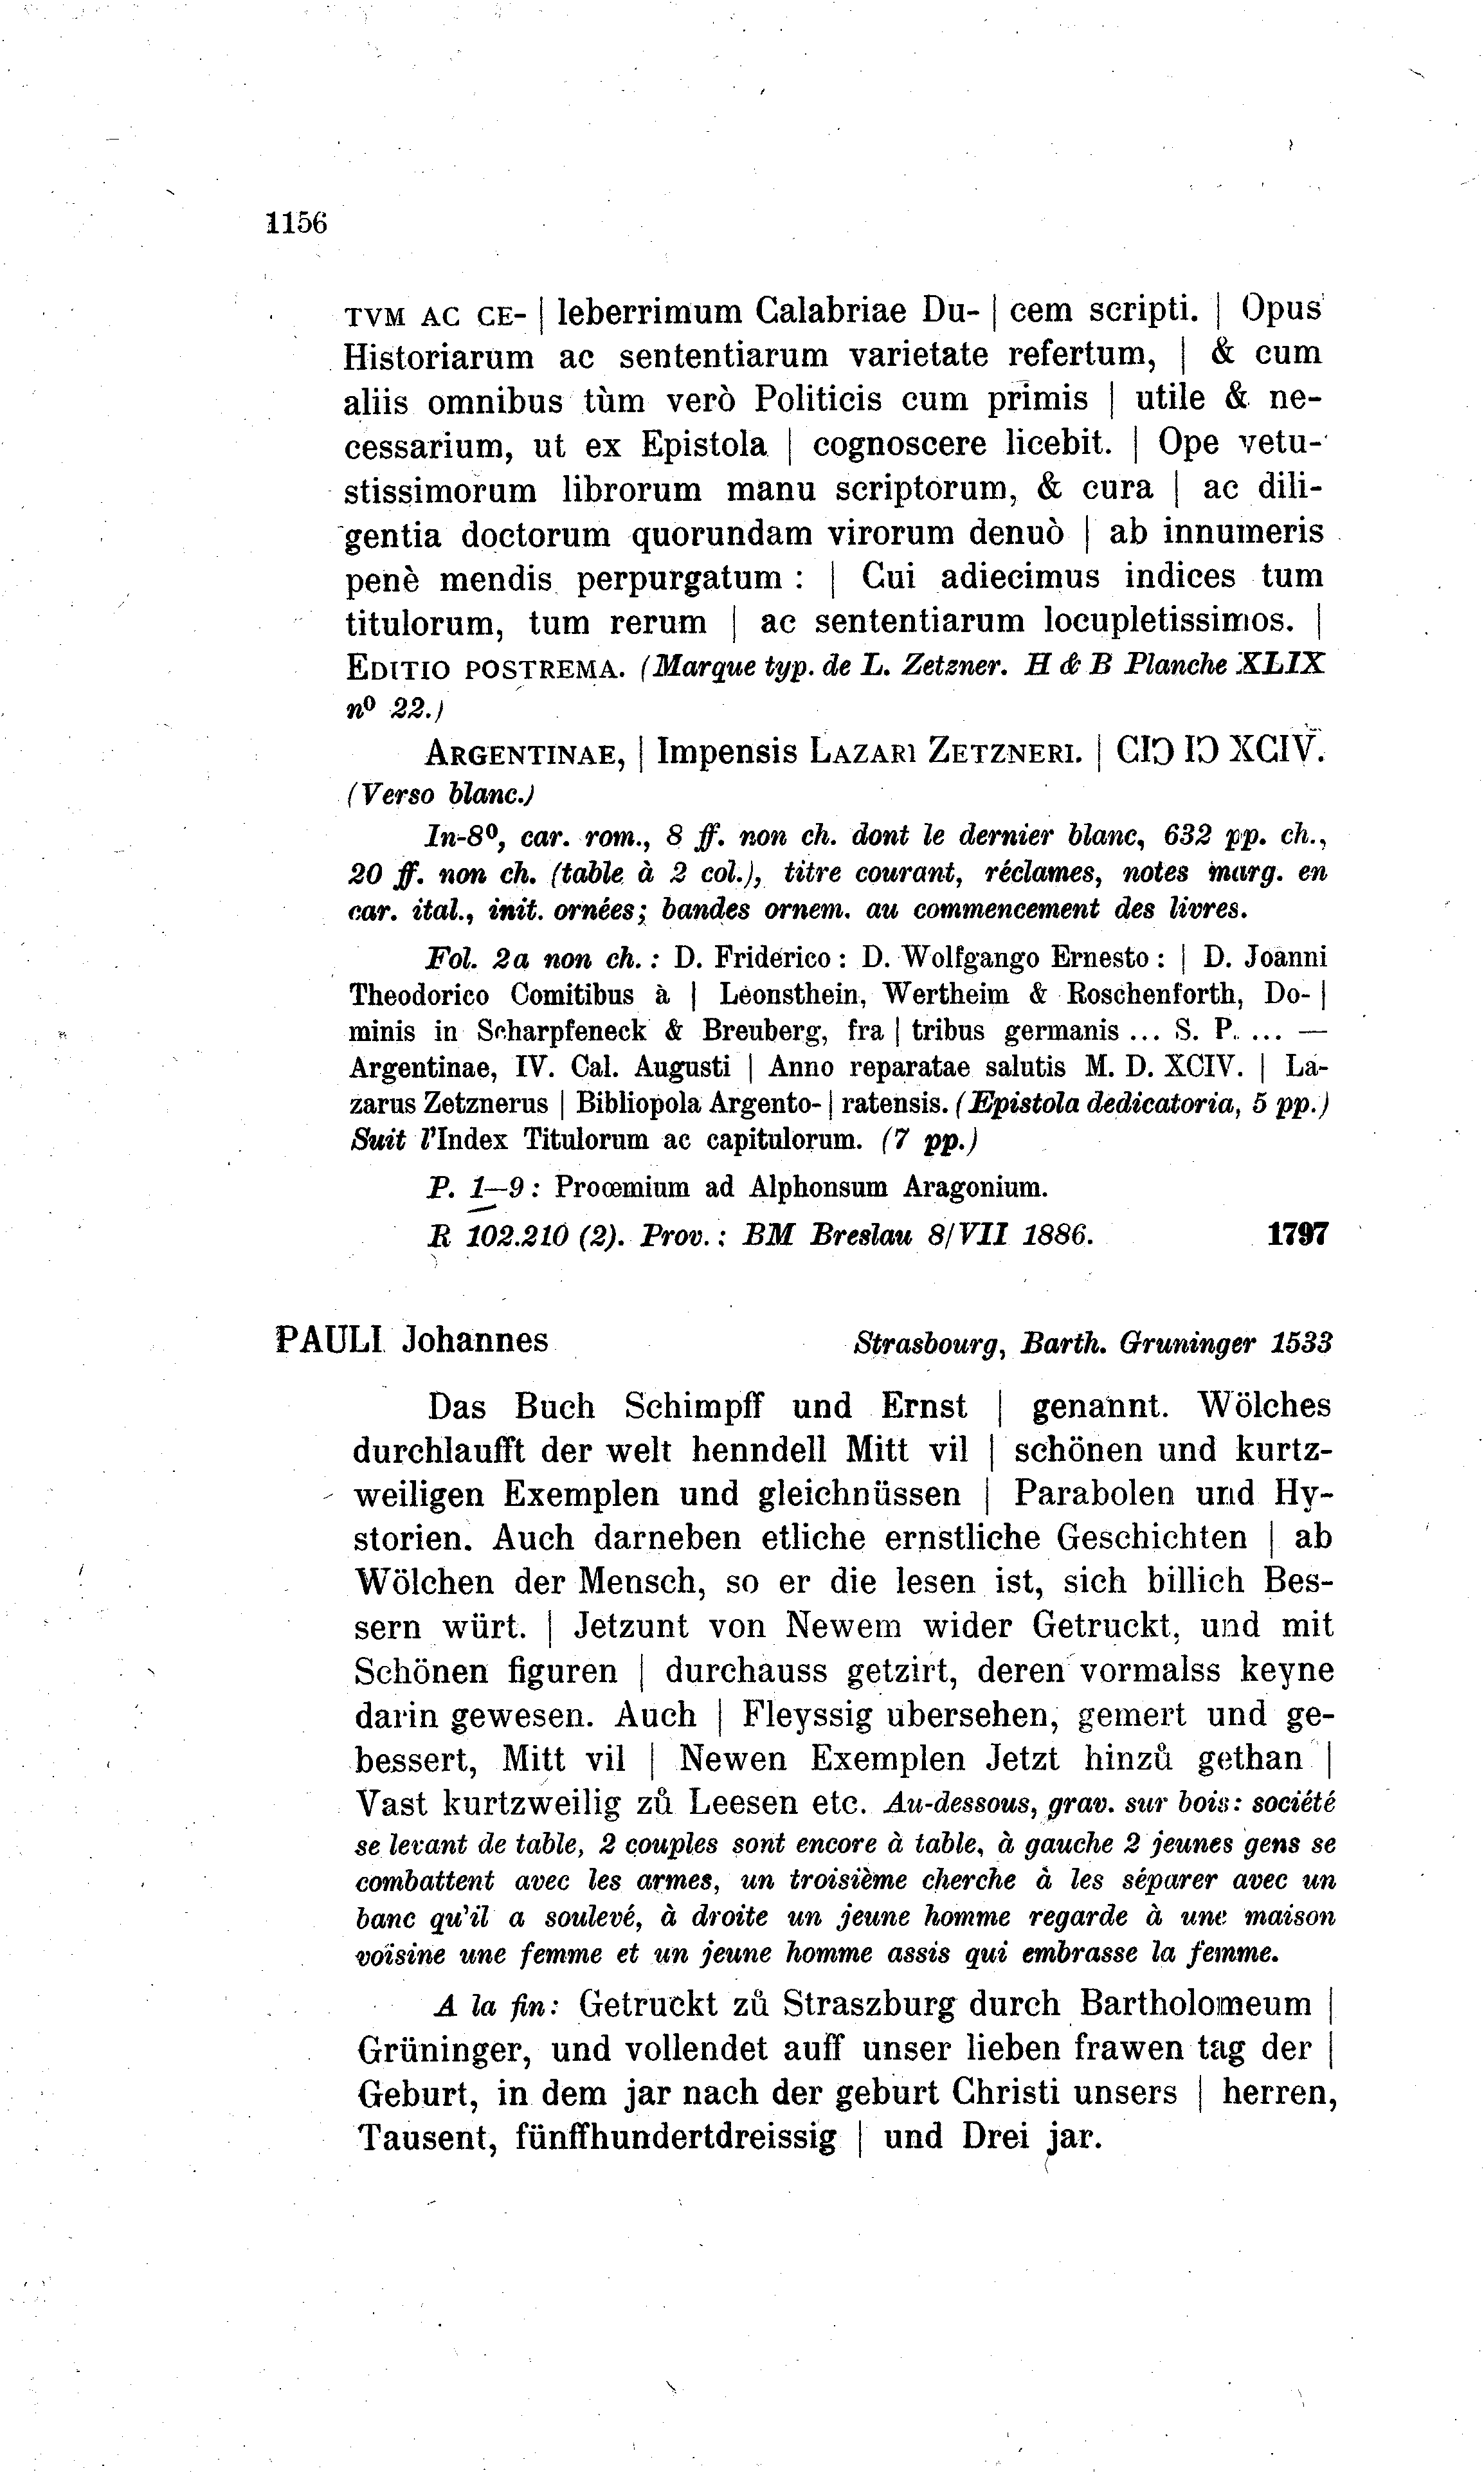 1156
TVM AC CE- | leberrimum Calabriae Du- | cem scripti. | Opus
Historiarum ac sententiarum varietate refertum, | & cum
aliis omnibus tùm verò Politicis cum primis | utile & ne-
cessarium, ut ex Epistola | cognoscere licebit. | Ope vetu-
stissimorum librorum manu scriptorum, & cura | ac dili-
gentia doctorum quorundam virorum denuò | ab innumeris
penè mendis perpurgatum : | Cui adiecimus indices tum
titulorum, tum rerum | ac sententiarum locupletissimos. |
EDITIO POSTREMA. (Marque typ. de L. Zetzner. H & B Planche XLIX
nº 22.)
ARGENTINAE, | Impensis LAZARI ZETZNERI. | CIↃ IↃ XCIV.
(Verso blanc.)
In-8º, car. rom., 8 ff. non ch. dont le dernier blanc, 632 pp. ch.,
20 ff. non ch. (table à 2 col.), titre courant, réclames, notes marg. en
car. ital., init. ornées; bandes ornem. au commencement des livres.
Fol. 2a non ch. : D. Friderico : D. Wolfgango Ernesto : | D. Joanni
Theodorico Comitibus à | Leonsthein, Wertheim & Roschenforth, Do- |
minis in Scharpfeneck & Breuberg, fra | tribus germanis ... S. P. ... —
Argentinae, IV. Cal. Augusti | Anno reparatae salutis M. D. XCIV. | La-
zarus Zetznerus | Bibliopola Argento- | ratensis. (Epistola dedicatoria, 5 pp.)
Suit l'Index Titulorum ac capitulorum. (7 pp.)
P. 1—9 : Procemium ad Alphonsum Aragonium.
R 102.210 (2). Prov. : BM Breslau 8/VII 1886. 1797
PAULI Johannes Strasbourg, Barth. Gruninger 1533
Das Buch Schimpff und Ernst | genannt. Wölches
durchlaufft der welt henndell Mitt vil | schönen und kurtz-
weiligen Exemplen und gleichnüssen | Parabolen und Hy-
storien. Auch darneben etliche ernstliche Geschichten | ab
Wölchen der Mensch, so er die lesen ist, sich billich Bes-
sern würt. | Jetzunt von Newem wider Getruckt, und mit
Schönen figuren | durchauss getzirt, deren vormalss keyne
darin gewesen. Auch | Fleyssig ubersehen, gemert und ge-
bessert, Mitt vil | Newen Exemplen Jetzt hinzů gethan |
Vast kurtzweilig zů Leesen etc. Au-dessous, grav. sur bois: société
se levant de table, 2 couples sont encore à table, à gauche 2 jeunes gens se
combattent avec les armes, un troisième cherche à les séparer avec un
banc qu'il a soulevé, à droite un jeune homme regarde à une maison
voisine une femme et un jeune homme assis qui embrasse la femme.
A la fin: Getruckt zů Straszburg durch Bartholomeum |
Grüninger, und vollendet auff unser lieben frawen tag der |
Geburt, in dem jar nach der geburt Christi unsers | herren,
Tausent, fünffhundertdreissig | und Drei jar.